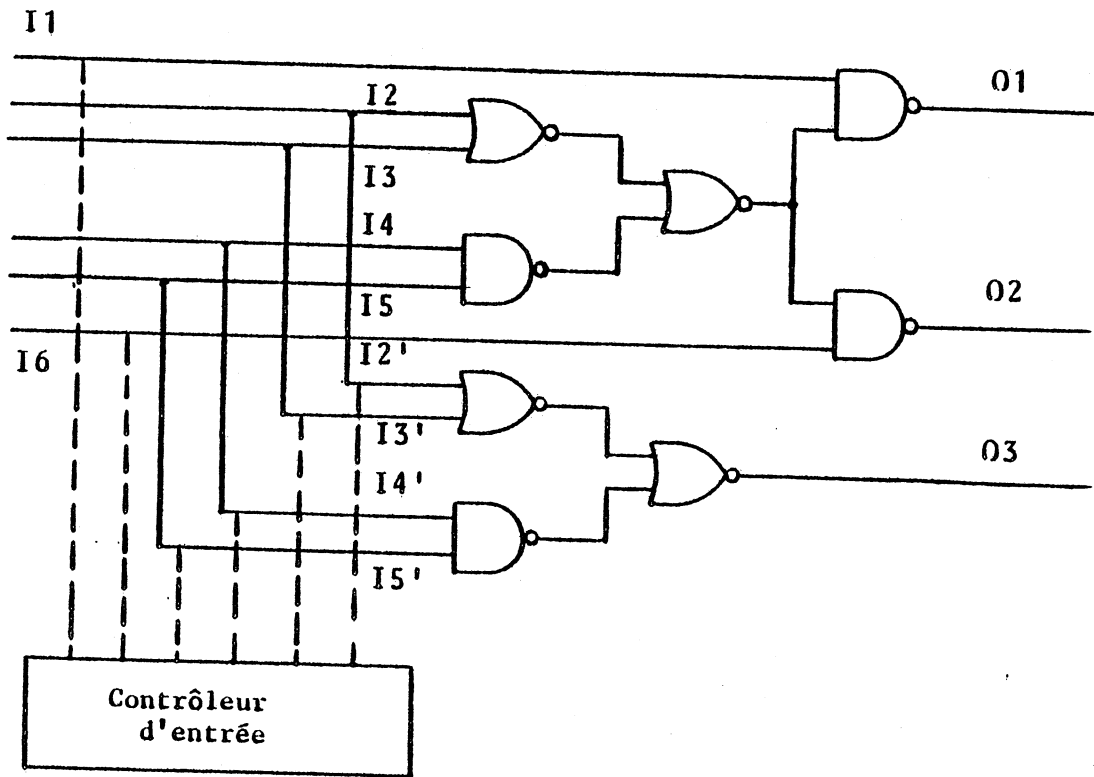 I1
I2
O1
I3
I4
I5
O2
I6
I2'
I3'
O3
I4'
I5'
Contrôleur
d'entrée